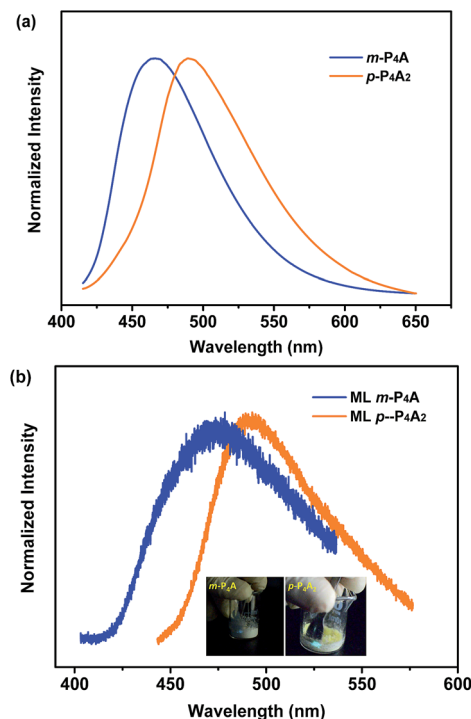 (a)
m-P4A
p-P4A2
Normalized Intensity
400 450 500 550 600 650
Wavelength (nm)
(b)
ML m-P4A
ML p--P4A2
Normalized Intensity
m-P4A
p-P4A2
400 450 500 550 600
Wavelength (nm)